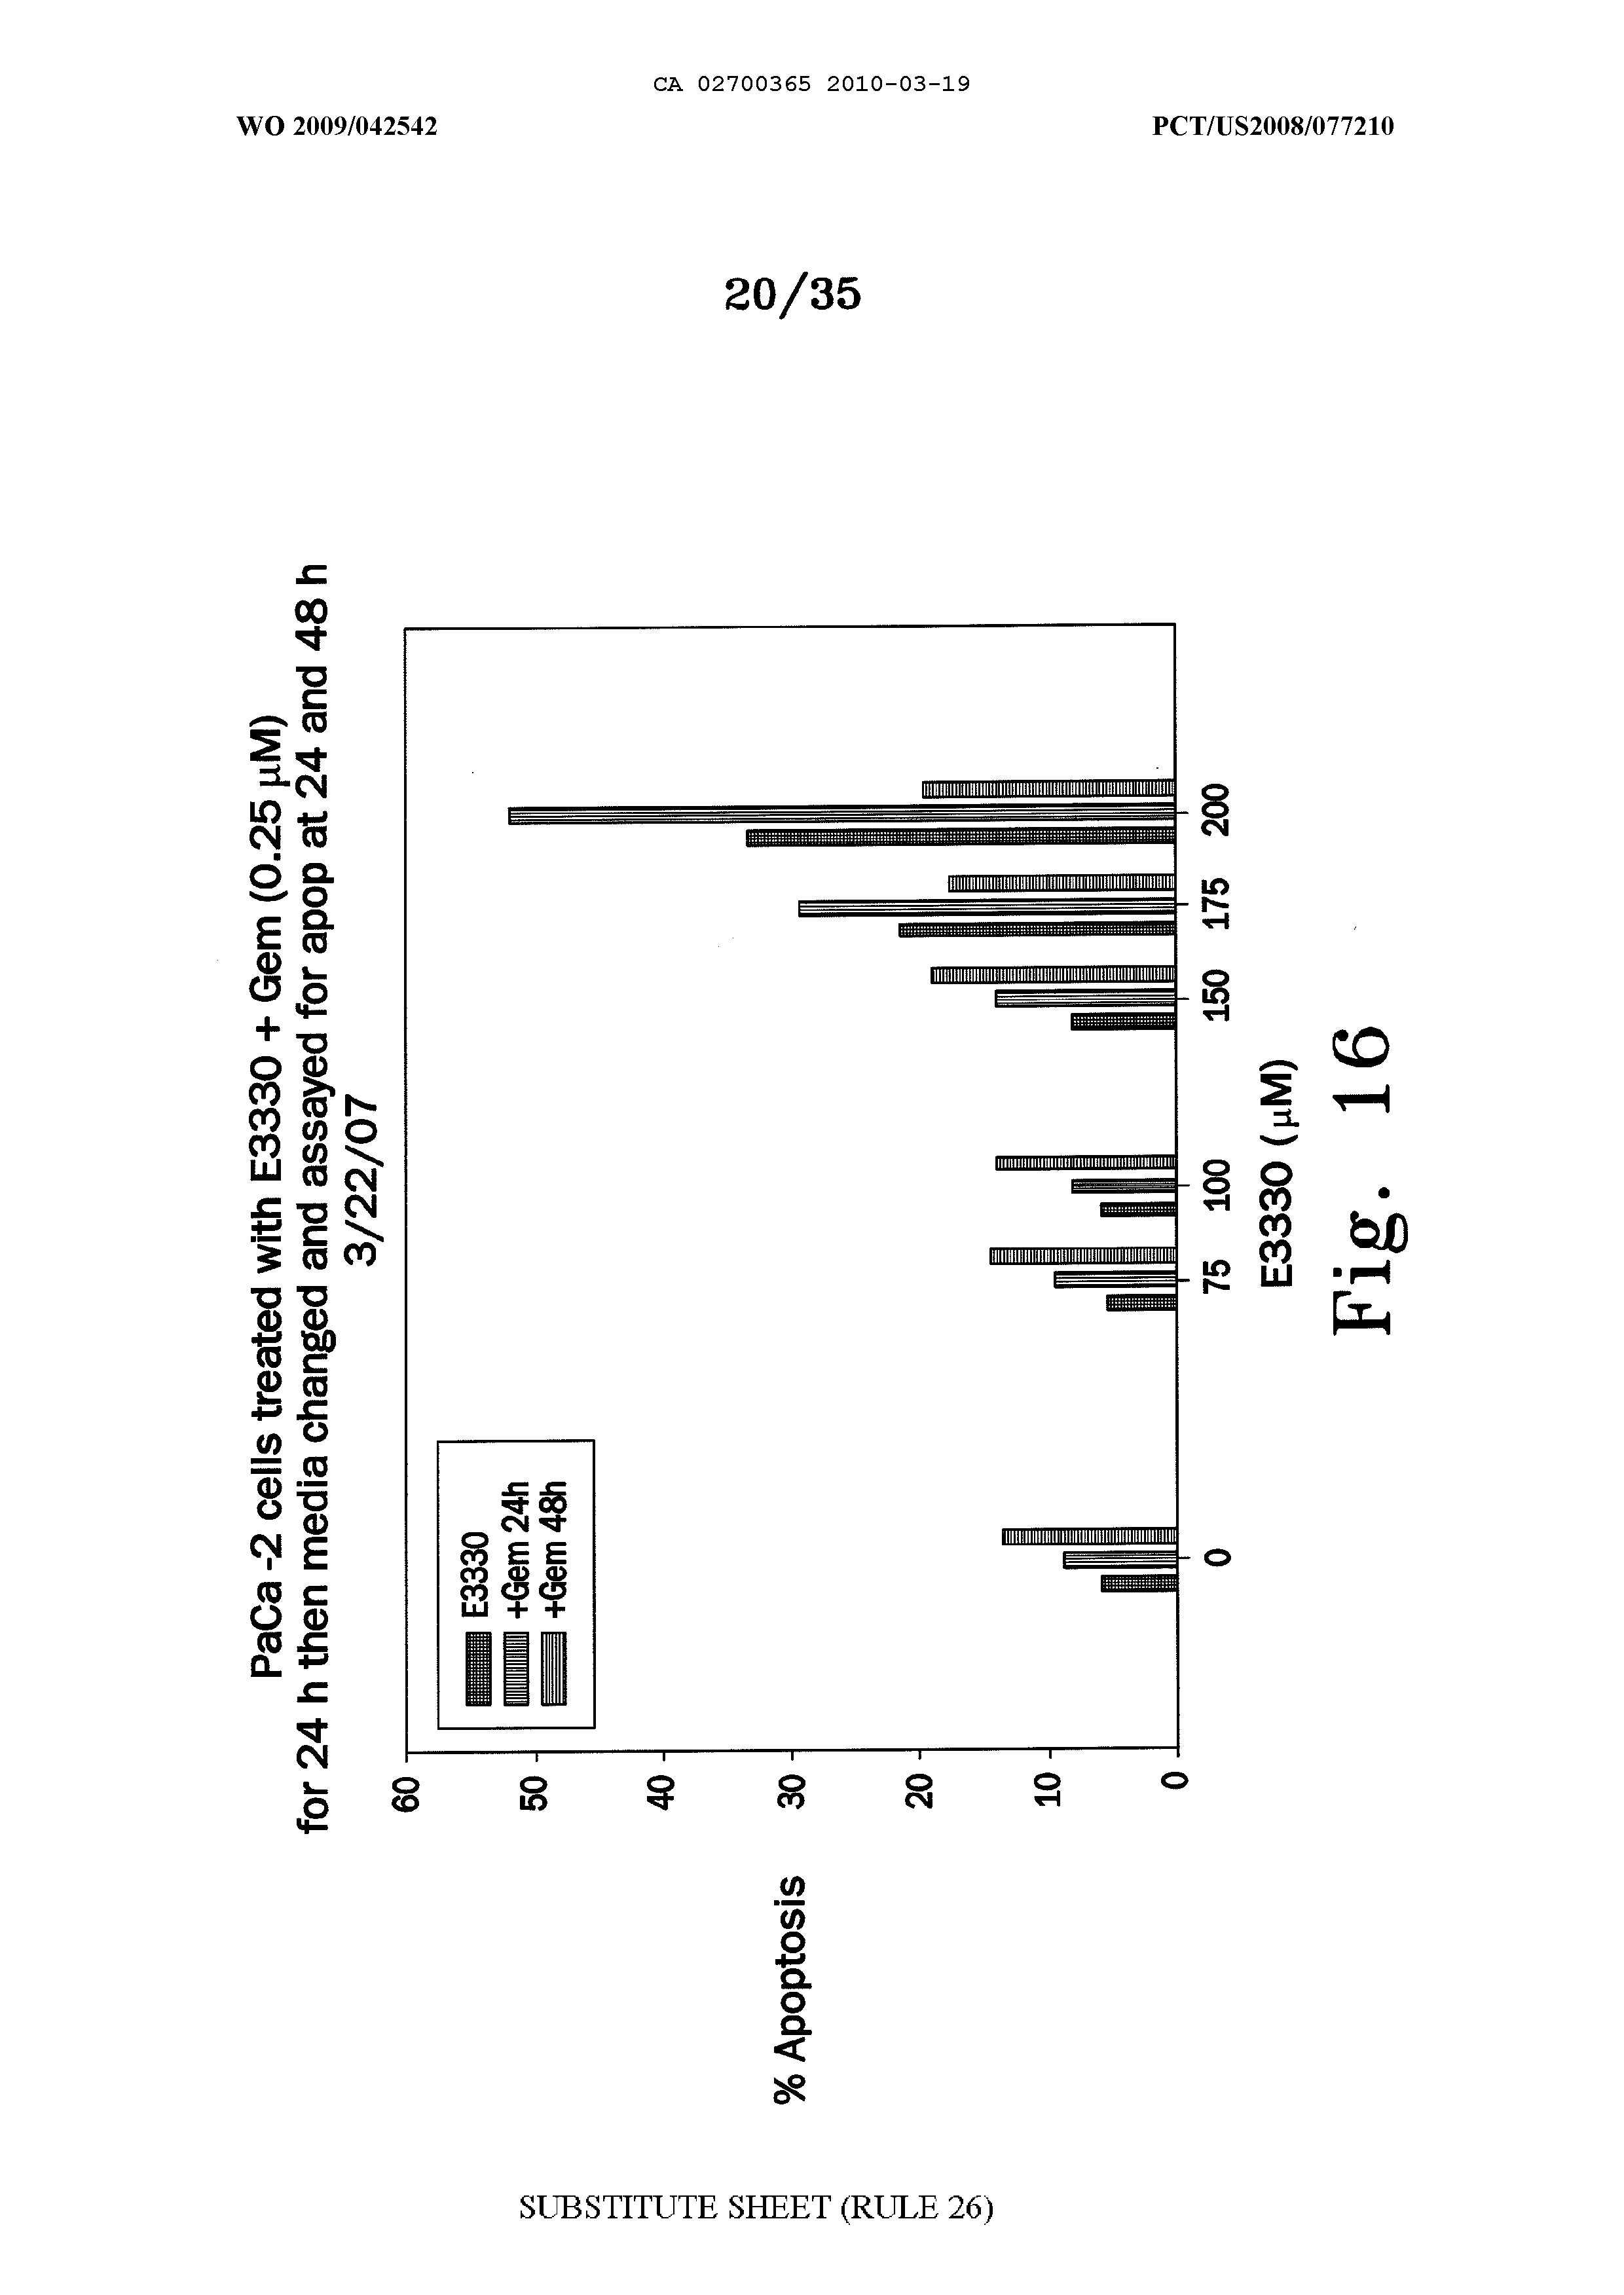 CA 02700365 2010-03-19
WO 2009/042542
PCT/US2008/077210
20/35
PaCa -2 cells treated with E3330 + Gem (0.25 μM)
for 24 h then media changed and assayed for apop at 24 and 48 h
3/22/07
% Apoptosis
60
50
40
30
20
10
0
E3330
+Gem 24h
+Gem 48h
0
75
100
150
175
200
E3330 (μM)
Fig. 16
SUBSTITUTE SHEET (RULE 26)